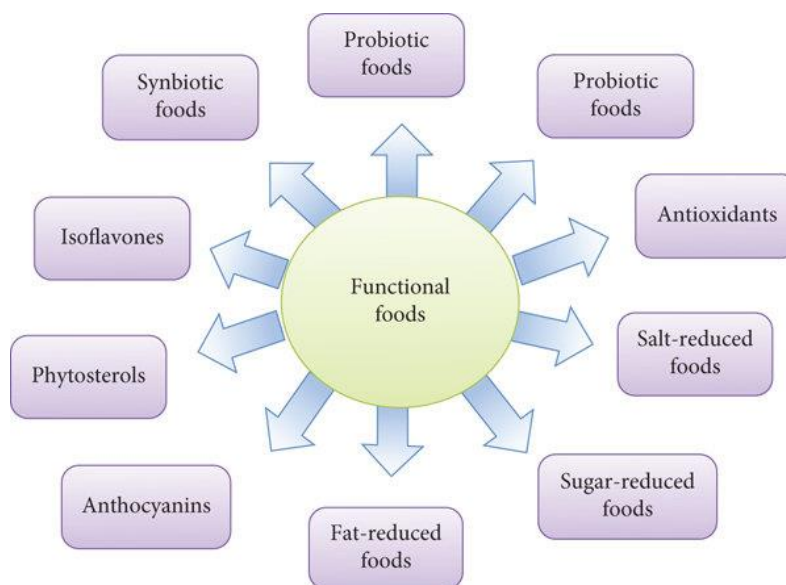 Probiotic
foods
Probiotic
foods
Antioxidants
Salt-reduced
foods
Sugar-reduced
foods
Fat-reduced
foods
Anthocyanins
Phytosterols
Isoflavones
Synbiotic
foods
Functional
foods